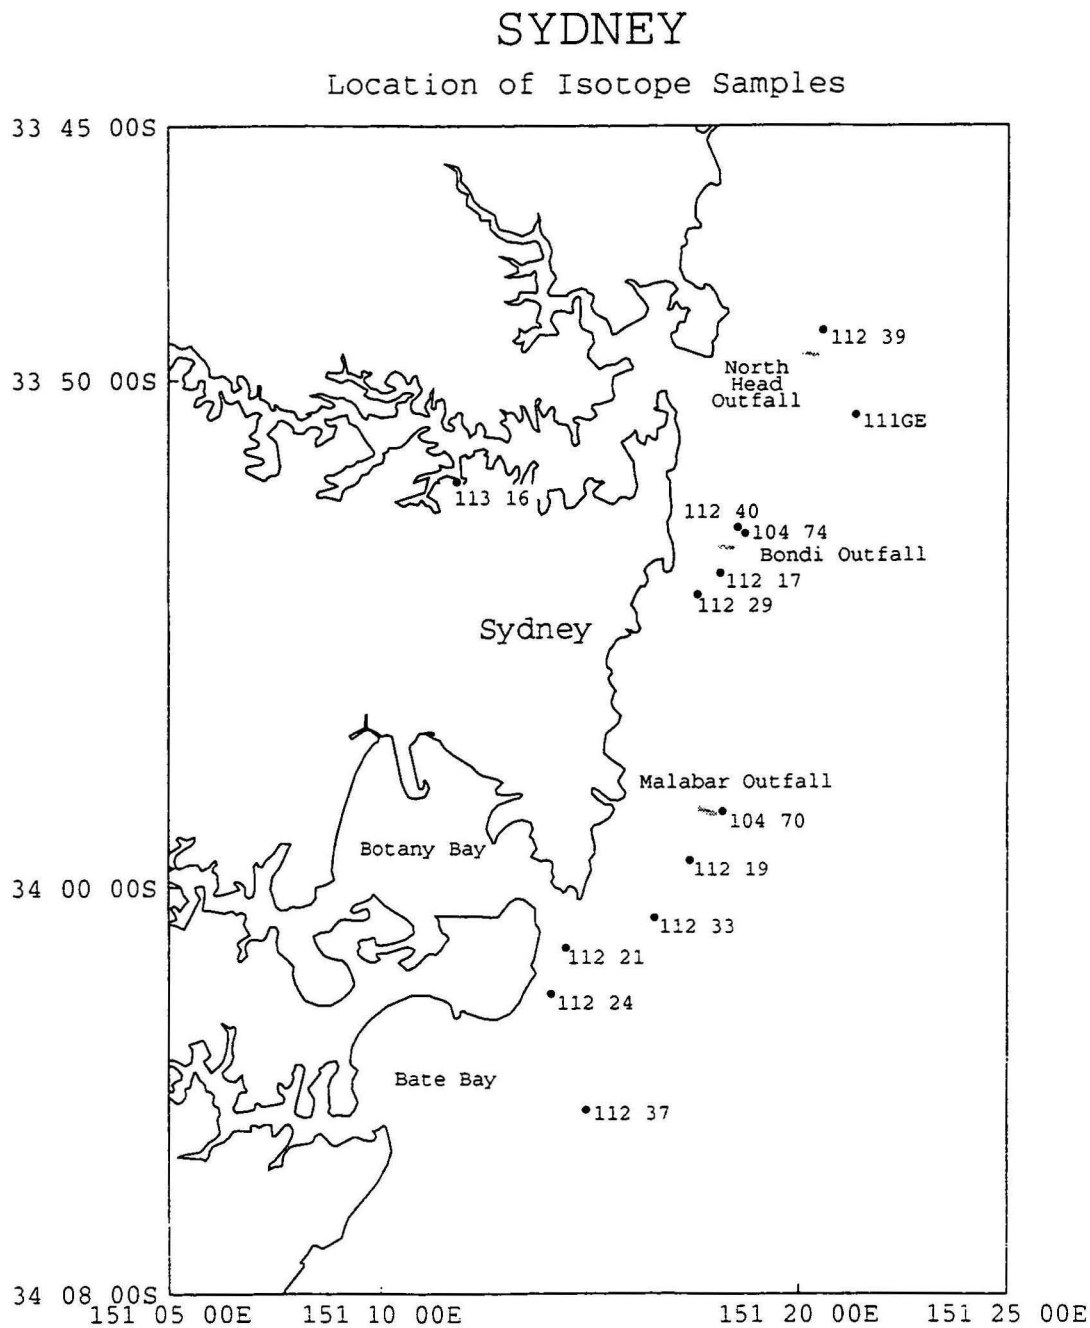 SYDNEY
Location of Isotope Samples
33 45 00S
112 39
North
Head
Outfall
33 50 00S
111GE
113 16
112 40
104 74
Bondi Outfall
112 17
112 29
Sydney
Malabar Outfall
104 70
Botany Bay
112 19
34 00 00S
112 33
112 21
112 24
Bate Bay
112 37
34 08 00S
151 05 00E
151 10 00E
151 20 00E
151 25 00E